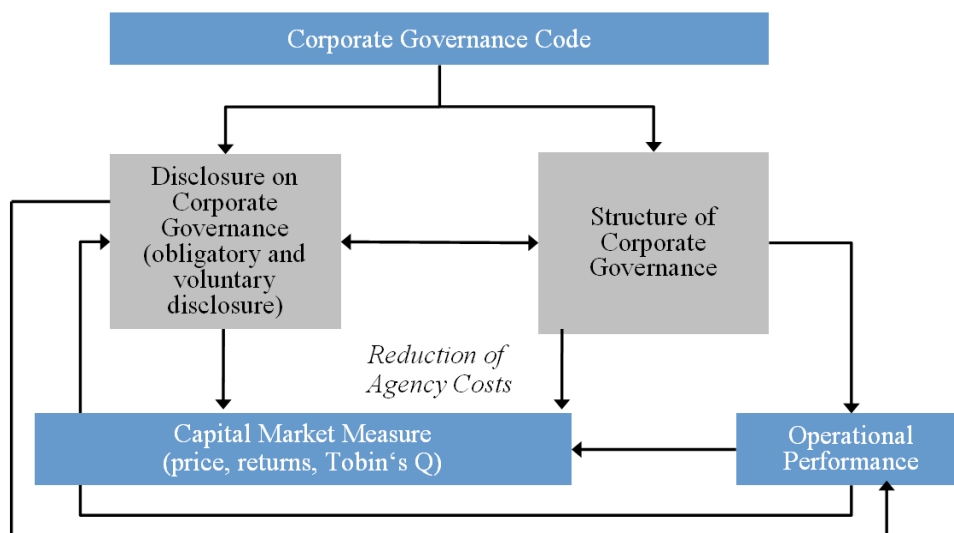 Corporate Governance Code
Disclosure on
Corporate
Governance
(obligatory and
voluntary
disclosure)
Structure of
Corporate
Governance
Reduction of
Agency Costs
Capital Market Measure
(price, returns, Tobin‘s Q)
Operational
Performance